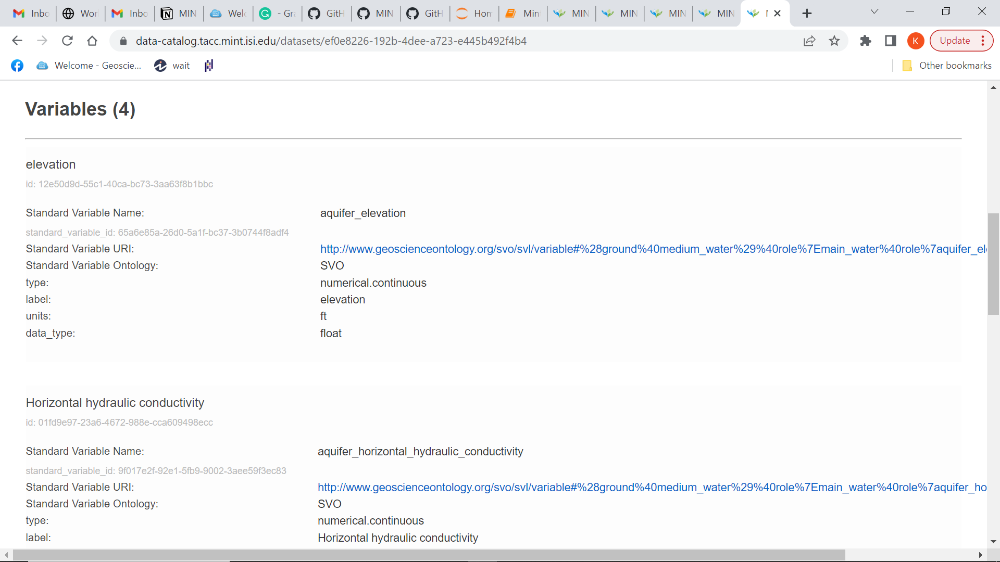 Inbo Wor Inbo MIN Welc - Gra GitH MIN GitH Hom Mint MIN MIN MIN MIN
data-catalog.tacc.mint.isi.edu/datasets/ef0e8226-192b-4dee-a723-e445b492f4b4 K Update
Welcome - Geoscie... wait Other bookmarks
Variables (4)
elevation
id: 12e50d9d-55c1-40ca-bc73-3aa63f8b1bbc
Standard Variable Name: aquifer_elevation
standard_variable_id: 65a6e85a-26d0-5a1f-bc37-3b0744f8adf4
Standard Variable URI: http://www.geoscienceontology.org/svo/svl/variable#%28ground%40medium_water%29%40role%7Emain_water%40role%7aquifer_el
Standard Variable Ontology: SVO
type: numerical.continuous
label: elevation
units: ft
data_type: float
Horizontal hydraulic conductivity
id: 01fd9e97-23a6-4672-988e-cca609498ecc
Standard Variable Name: aquifer_horizontal_hydraulic_conductivity
standard_variable_id: 9f017e2f-92e1-5fb9-9002-3aee59f3ec83
Standard Variable URI: http://www.geoscienceontology.org/svo/svl/variable#%28ground%40medium_water%29%40role%7Emain_water%40role%7aquifer_ho
Standard Variable Ontology: SVO
type: numerical.continuous
label: Horizontal hydraulic conductivity